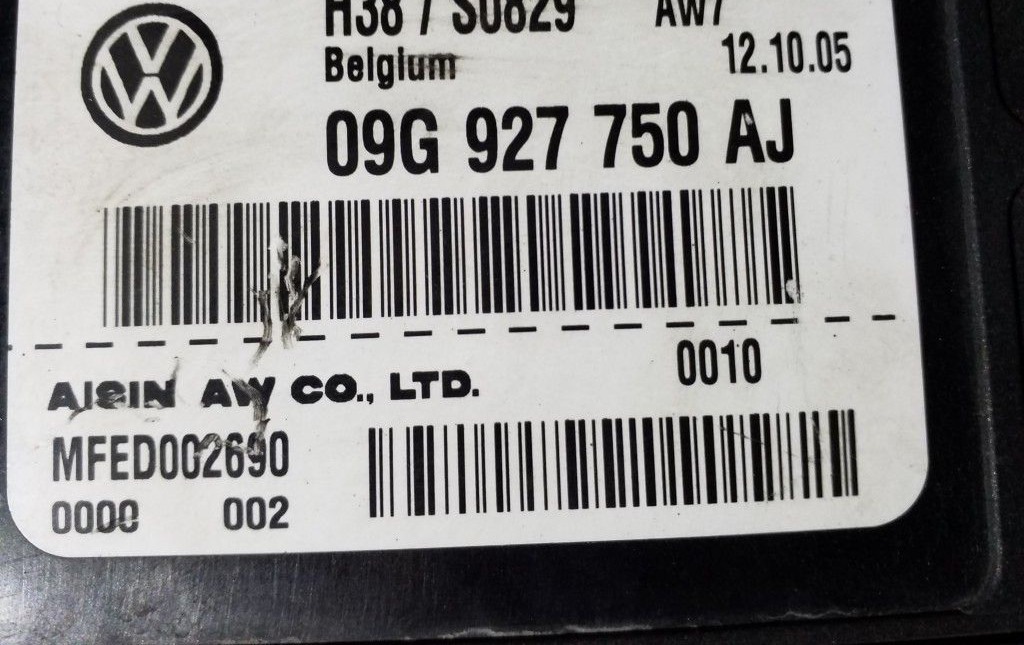 H38 / S0829 AW7
Belgium 12.10.05
09G 927 750 AJ
AISIN AW CO., LTD. 0010
MFED002690
0000 002